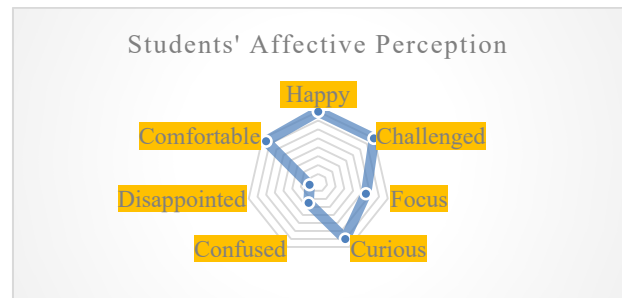 Students' Affective Perception
Happy
Comfortable
Challenged
Disappointed
Focus
Confused
Curious